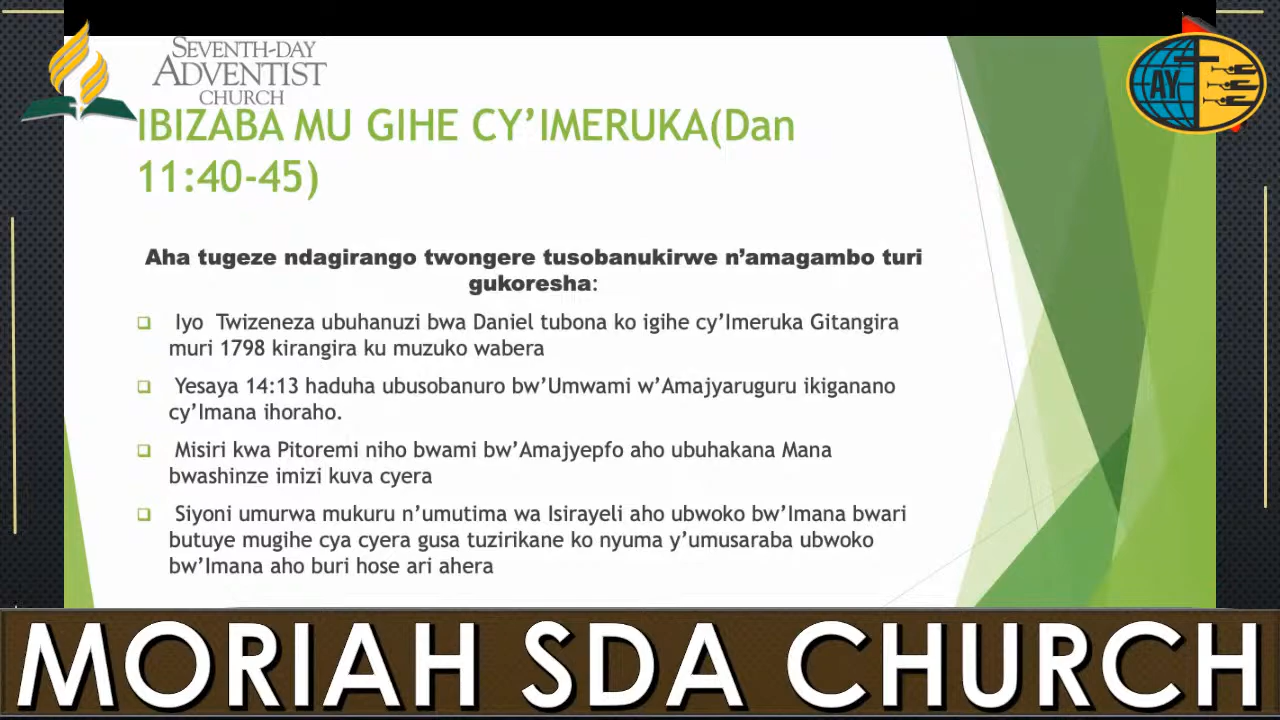 SEVENTH-DAY
ADVENTIST
CHURCH
AY
IBIZABA MU GIHE CY’IMERUKA(Dan
11:40-45)
Aha tugeze ndagirango twongere tusobanukirwe n’amagambo turi
gukoresha:
Iyo Twizeneza ubuhanuzi bwa Daniel tubona ko igihe cy’Imeruka Gitangira
muri 1798 kirangira ku muzuko wabera
Yesaya 14:13 haduha ubusobanuro bw’Umwami w’Amajyaruguru ikiganano
cy’Imana ihoraho.
Misiri kwa Pitoremi niho bwami bw’Amajyepfo aho ubuhakana Mana
bwashinze imizi kuva cyera
Siyoni umurwa mukuru n’umutima wa Isirayeli aho ubwoko bw’Imana bwari
butuye mugihe cya cyera gusa tuzirikane ko nyuma y’umusaraba ubwoko
bw’Imana aho buri hose ari ahera
MORIAH SDA CHURCH